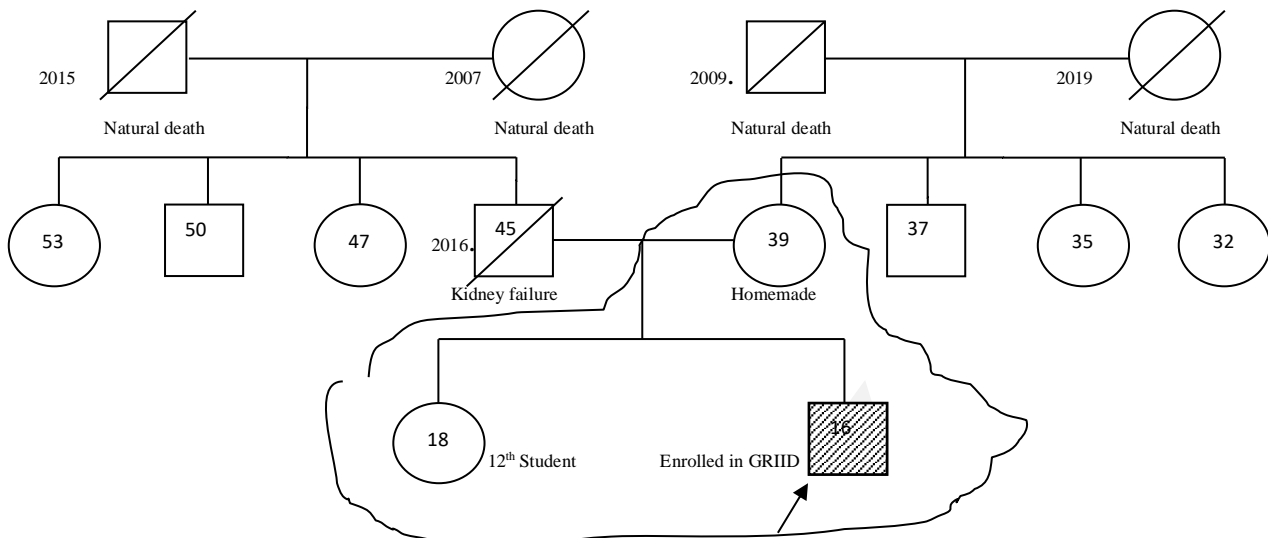 2015
2007
2009.
2019
Natural death
Natural death
Natural death
Natural death
53
50
47
45
39
37
35
32
2016.
Kidney failure
Homemade
18
16
12th Student
Enrolled in GRIID